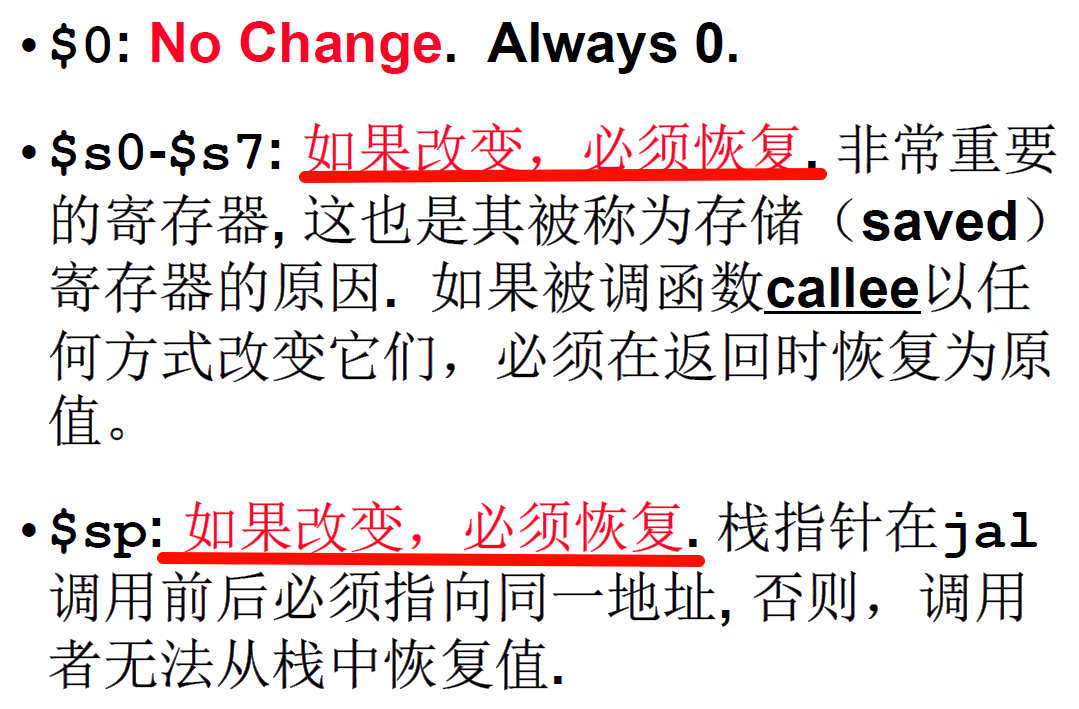 • $0: No Change.  Always 0.
• $s0-$s7: 如果改变，必须恢复. 非常重要
的寄存器, 这也是其被称为存储（saved）
寄存器的原因.  如果被调函数callee以任
何方式改变它们，必须在返回时恢复为原
值。
• $sp: 如果改变，必须恢复. 栈指针在jal
调用前后必须指向同一地址, 否则，调用
者无法从栈中恢复值.